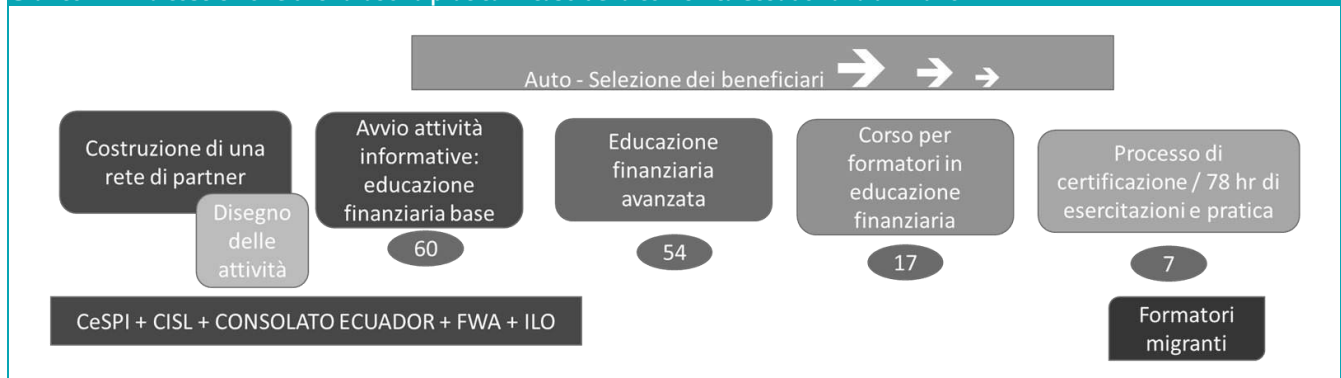 Auto - Selezione dei beneficiari
Costruzione di una
rete di partner
Disegno
delle
attività
Avvio attività
informative:
educazione
finanziaria base
60
Educazione
finanziaria
avanzata
54
Corso per
formatori in
educazione
finanziaria
17
Processo di
certificazione / 78 hr di
esercitazioni e pratica
7
CeSPI + CISL + CONSOLATO ECUADOR + FWA + ILO
Formatori
migranti